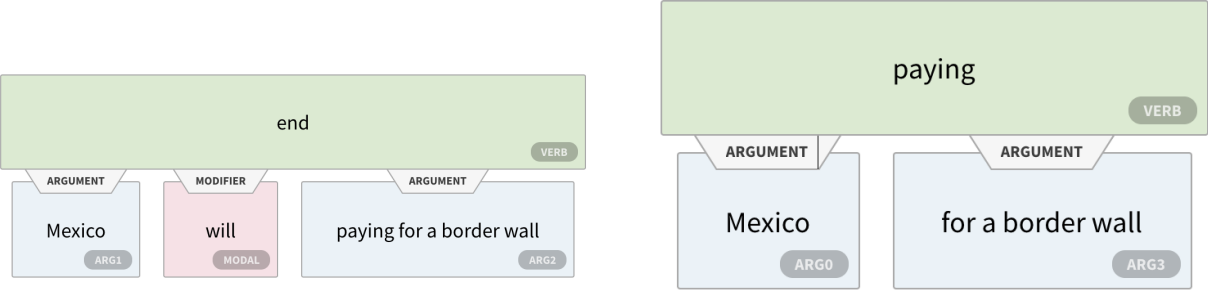 end
VERB
ARGUMENT MODIFIER ARGUMENT
Mexico will paying for a border wall
ARG1 MODAL ARG2
paying
VERB
ARGUMENT ARGUMENT
Mexico for a border wall
ARG0 ARG3